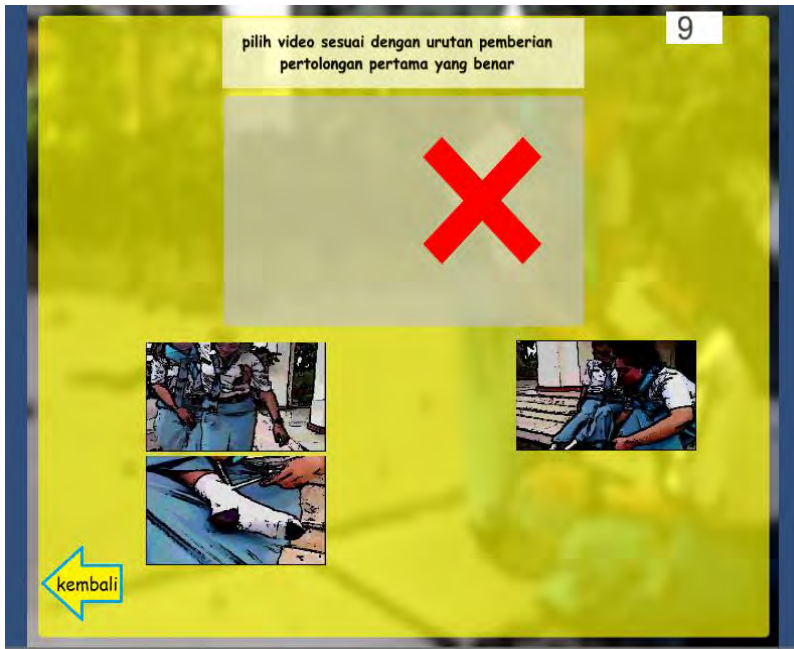 9
pilih video sesuai dengan urutan pemberian
pertolongan pertama yang benar
kembali